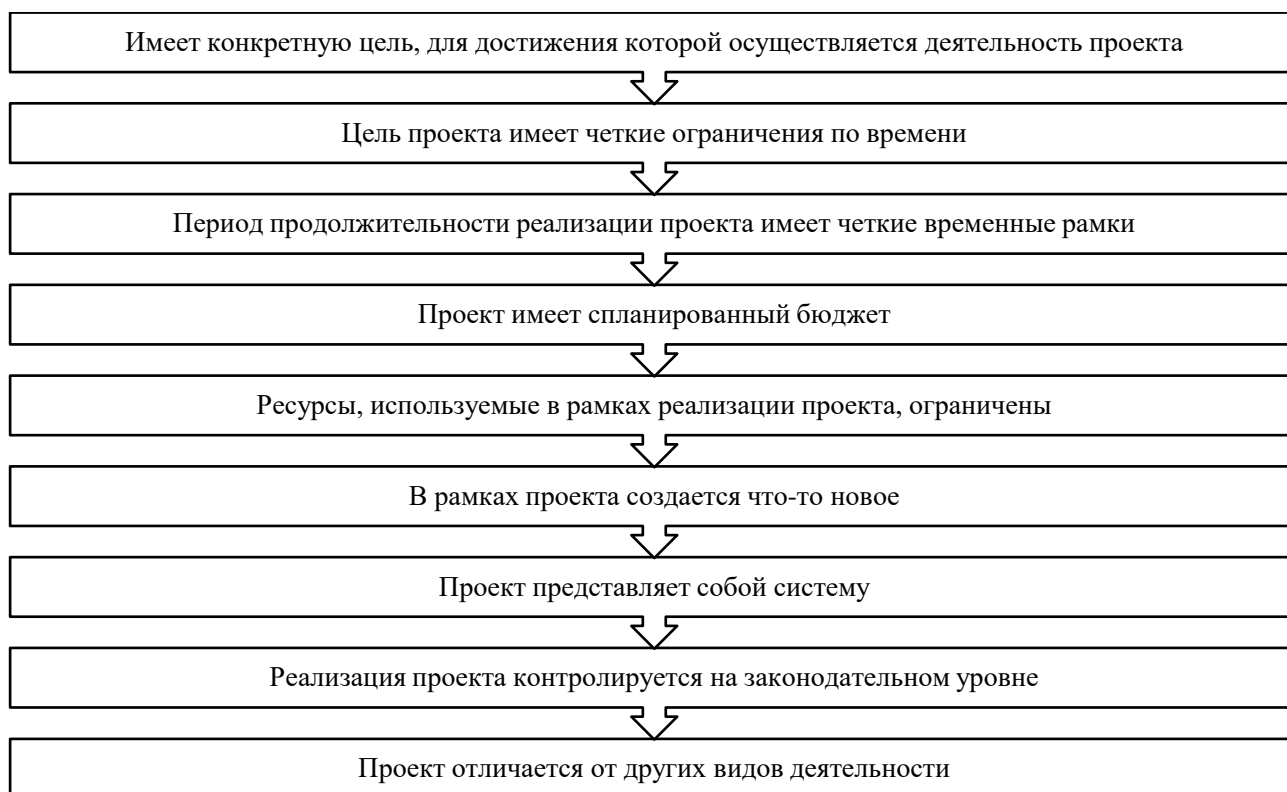 Имеет конкретную цель, для достижения которой осуществляется деятельность проекта
Цель проекта имеет четкие ограничения по времени
Период продолжительности реализации проекта имеет четкие временные рамки
Проект имеет спланированный бюджет
Ресурсы, используемые в рамках реализации проекта, ограничены
В рамках проекта создается что-то новое
Проект представляет собой систему
Реализация проекта контролируется на законодательном уровне
Проект отличается от других видов деятельности